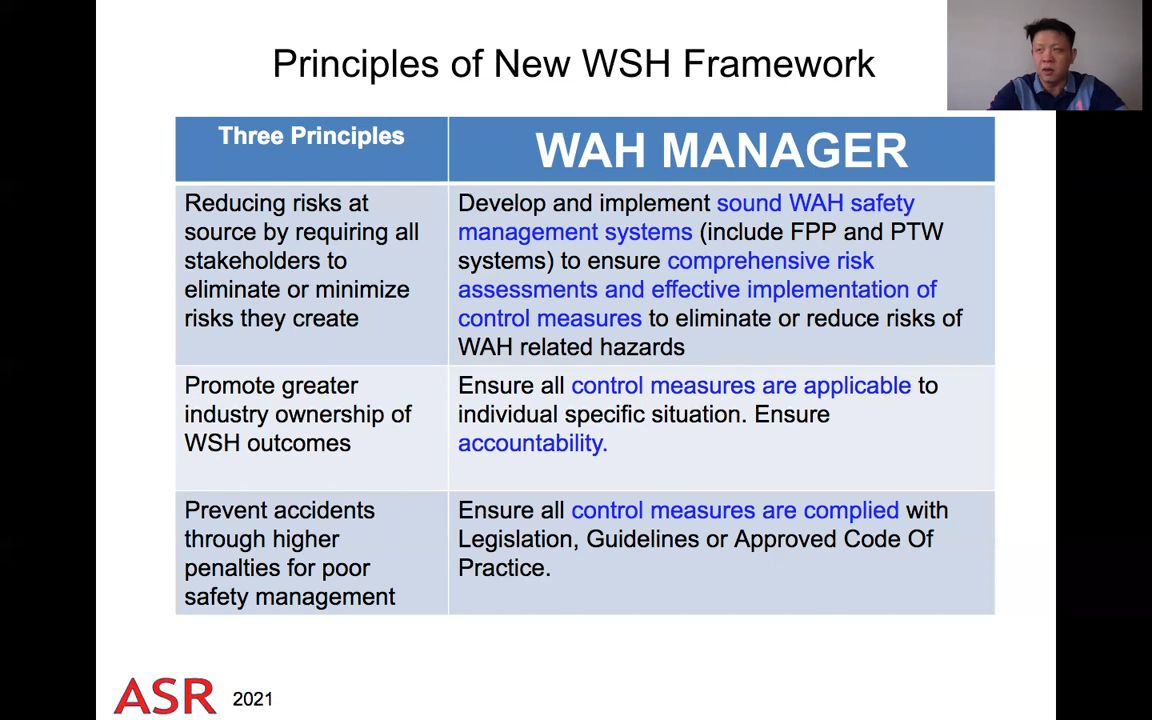 Principles of New WSH Framework
Three Principles
WAH MANAGER
Reducing risks at
source by requiring all
stakeholders to
eliminate or minimize
risks they create
Develop and implement sound WAH safety
management systems (include FPP and PTW
systems) to ensure comprehensive risk
assessments and effective implementation of
control measures to eliminate or reduce risks of
WAH related hazards
Promote greater
industry ownership of
WSH outcomes
Ensure all control measures are applicable to
individual specific situation. Ensure
accountability.
Prevent accidents
through higher
penalties for poor
safety management
Ensure all control measures are complied with
Legislation, Guidelines or Approved Code Of
Practice.
ASR 2021